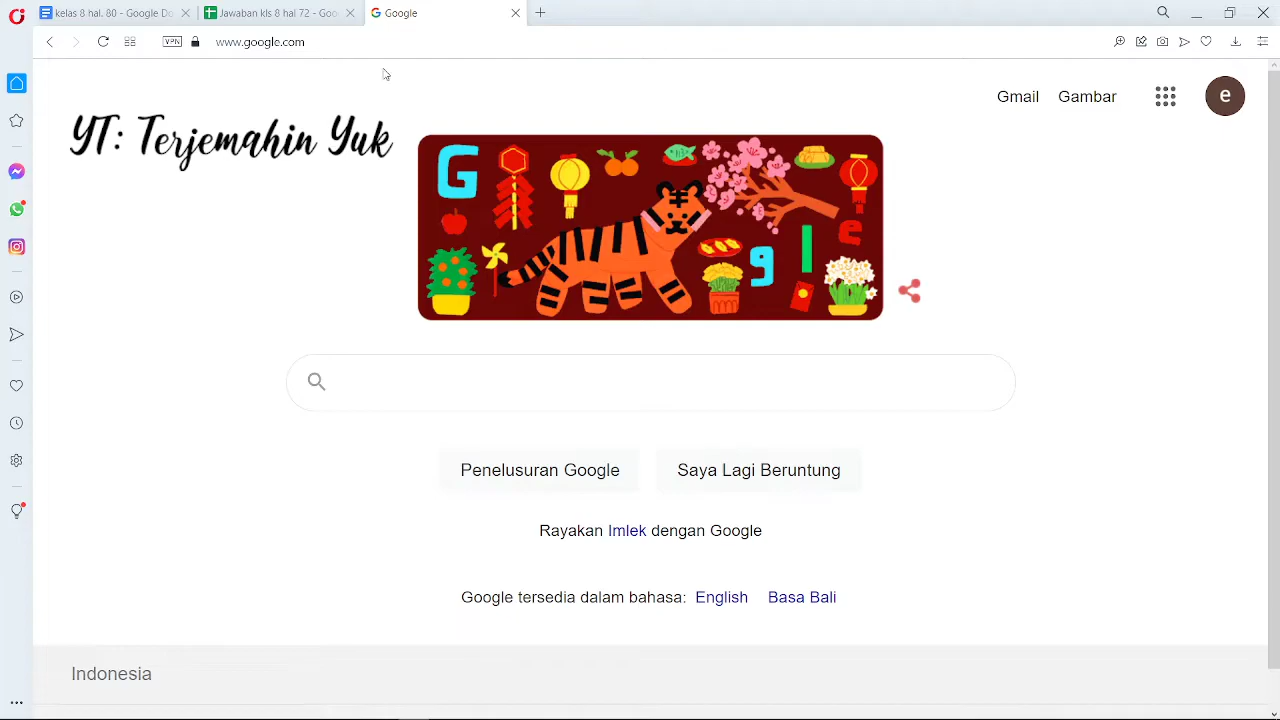 kelas 8 hal. 80 - Google Do
Jawaban kls 8 hal 72 - Goo
Google
VPN
www.google.com
Gmail
Gambar
e
YT: Terjemahin Yuk
G
g l e
Penelusuran Google
Saya Lagi Beruntung
Rayakan Imlek dengan Google
Google tersedia dalam bahasa: English Basa Bali
Indonesia